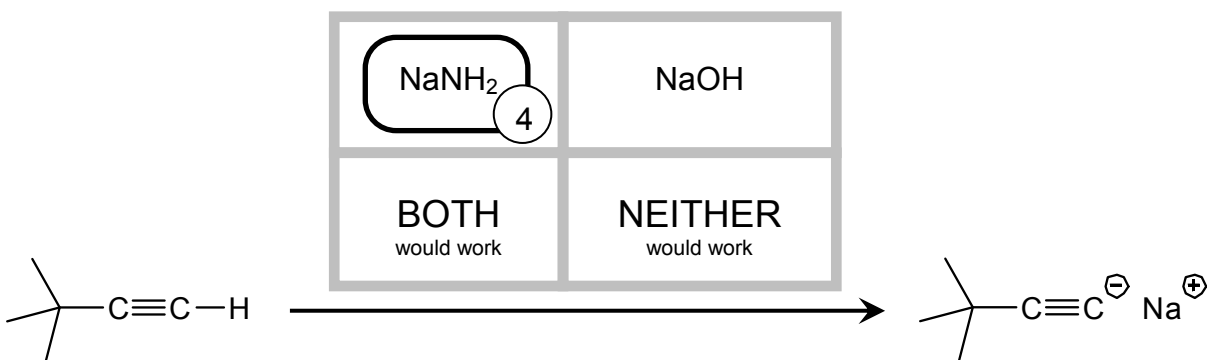 NaNH₂
4
NaOH
BOTH
would work
NEITHER
would work
C≡C—H
C≡C⊖ Na⊕